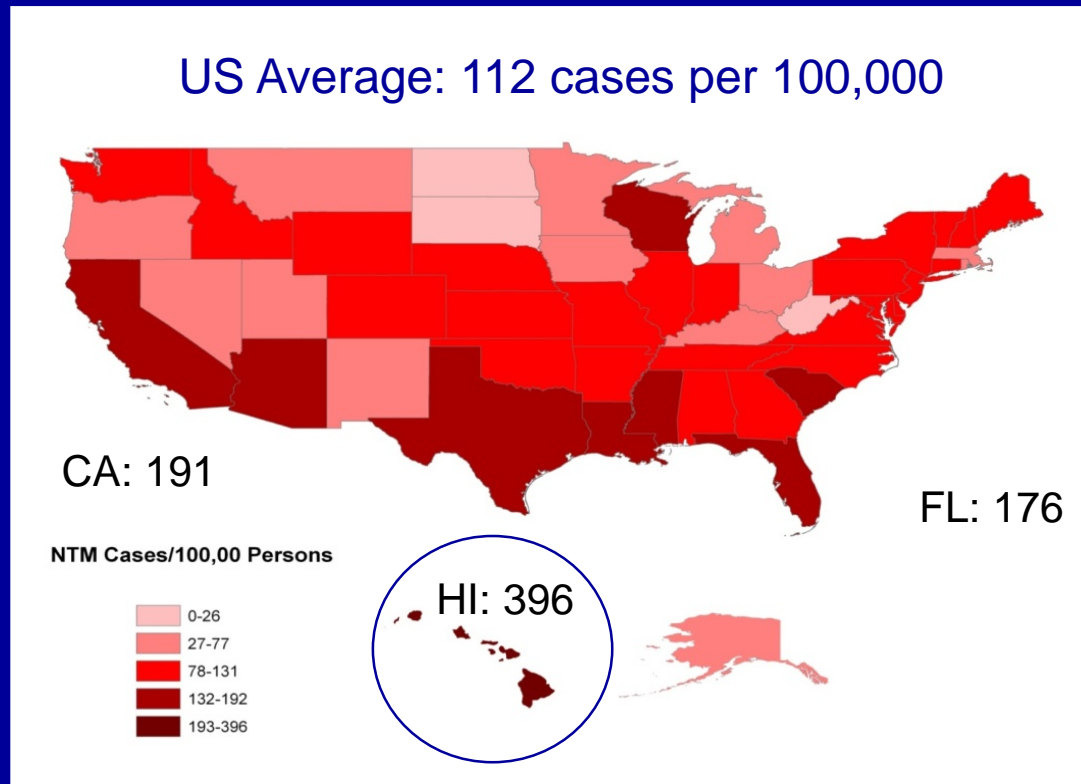 US Average: 112 cases per 100,000
CA: 191
FL: 176
NTM Cases/100,00 Persons
HI: 396
0-26
27-77
78-131
132-192
193-396